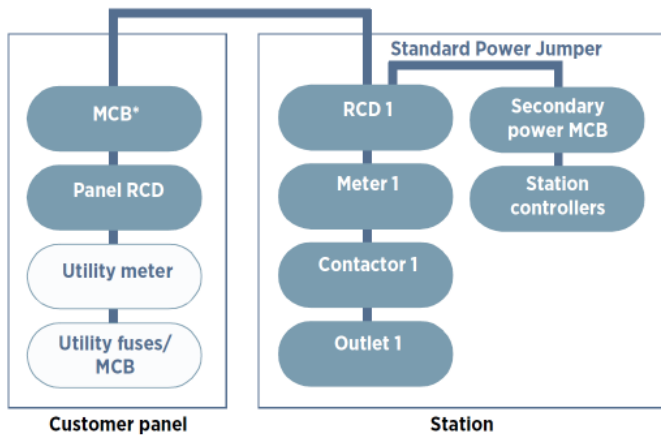 Standard Power Jumper
MCB*
Panel RCD
Utility meter
Utility fuses/
MCB
RCD 1
Meter 1
Contactor 1
Outlet 1
Secondary
power MCB
Station
controllers
Customer panel
Station